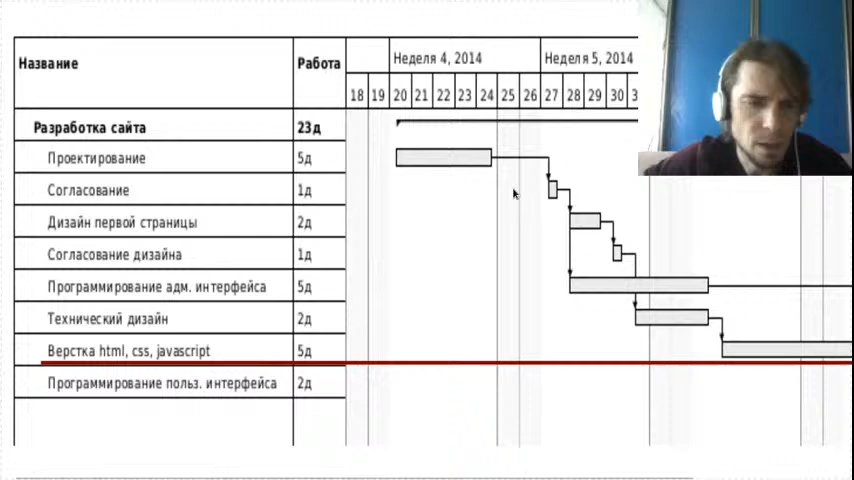 Название Работа Неделя 4, 2014 Неделя 5, 2014
18 19 20 21 22 23 24 25 26 27 28 29 30
Разработка сайта 23д
Проектирование 5д
Согласование 1д
Дизайн первой страницы 2д
Согласование дизайна 1д
Программирование адм. интерфейса 5д
Технический дизайн 2д
Верстка html, css, javascript 5д
Программирование польз. интерфейса 2д